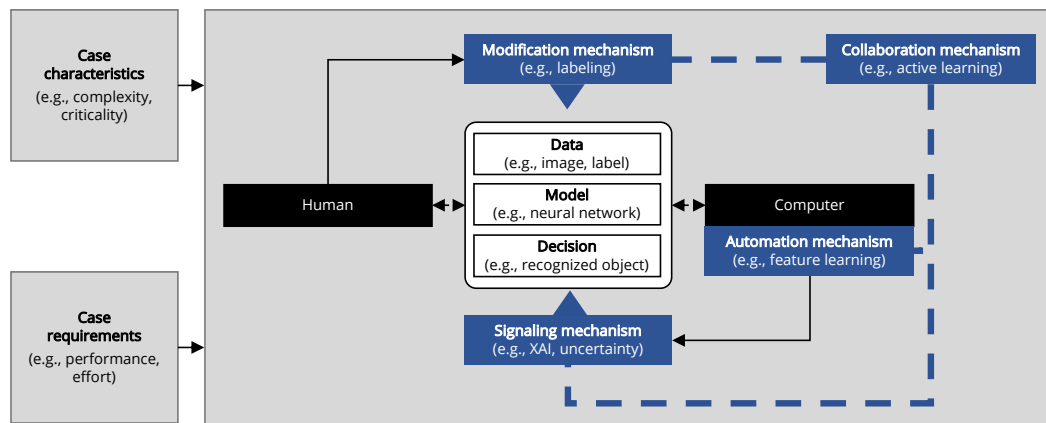 Case
characteristics
(e.g., complexity,
criticality)
Case
requirements
(e.g., performance,
effort)
Modification mechanism
(e.g., labeling)
Collaboration mechanism
(e.g., active learning)
Data
(e.g., image, label)
Human
Model
(e.g., neural network)
Computer
Decision
(e.g., recognized object)
Automation mechanism
(e.g., feature learning)
Signaling mechanism
(e.g., XAI, uncertainty)